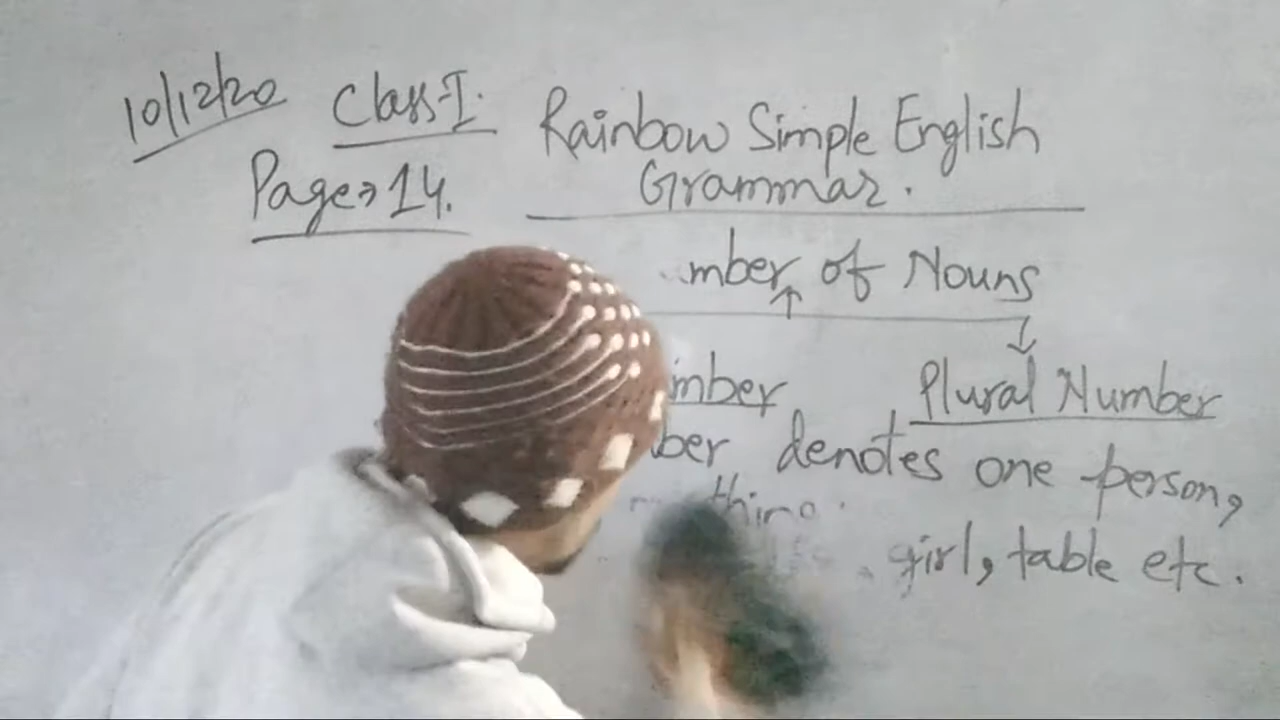 10/12/20 Class-I. Rainbow Simple English
Page→14. Grammar.
mber of Nouns
mber Plural Number
ber denotes one person,
thing.
girl, table etc.